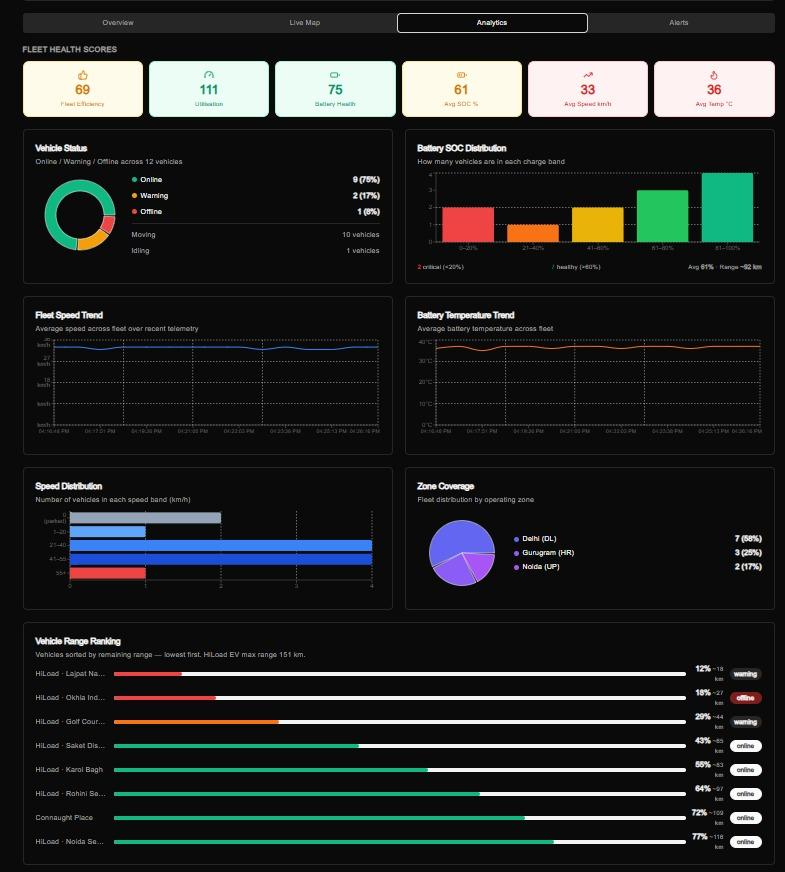 Overview Live Map Analytics Alerts
FLEET HEALTH SCORES
69 111 75 61 33 36
Fleet Efficiency Utilisation Battery Health Avg SOC % Avg Speed km/h Avg Temp °C
Vehicle Status
Online / Warning / Offline across 12 vehicles
Online 9 (75%)
Warning 2 (17%)
Offline 1 (8%)
Moving 10 vehicles
Idling 1 vehicles
Battery SOC Distribution
How many vehicles are in each charge band
4
3
2
1
0
0–20% 21–40% 41–60% 61–80% 81–100%
2 critical (<20%) 7 healthy (>60%) Avg 61% · Range ~92 km
Fleet Speed Trend
Average speed across fleet over recent telemetry
km/h
27
km/h
18
km/h
km/h
km/h
04:16:48 PM 04:17:51 PM 04:19:26 PM 04:21:00 PM 04:22:03 PM 04:23:38 PM 04:25:13 PM 04:26:16 PM
Battery Temperature Trend
Average battery temperature across fleet
40°C
30°C
20°C
10°C
0°C
04:16:48 PM 04:17:51 PM 04:19:26 PM 04:21:00 PM 04:22:03 PM 04:23:38 PM 04:25:13 PM 04:26:16 PM
Speed Distribution
Number of vehicles in each speed band (km/h)
0
(parked)
1–20
21–40
41–55
55+
0 1 2 3 4
Zone Coverage
Fleet distribution by operating zone
Delhi (DL) 7 (58%)
Gurugram (HR) 3 (25%)
Noida (UP) 2 (17%)
Vehicle Range Ranking
Vehicles sorted by remaining range — lowest first. HiLoad EV max range 151 km.
HiLoad · Lajpat Na... 12% ~18 km warning
HiLoad · Okhla Ind... 18% ~27 km offline
HiLoad · Golf Cour... 29% ~44 km warning
HiLoad · Saket Dis... 43% ~65 km online
HiLoad · Karol Bagh 55% ~83 km online
HiLoad · Rohini Se... 64% ~97 km online
Connaught Place 72% ~109 km online
HiLoad · Noida Se... 77% ~116 km online